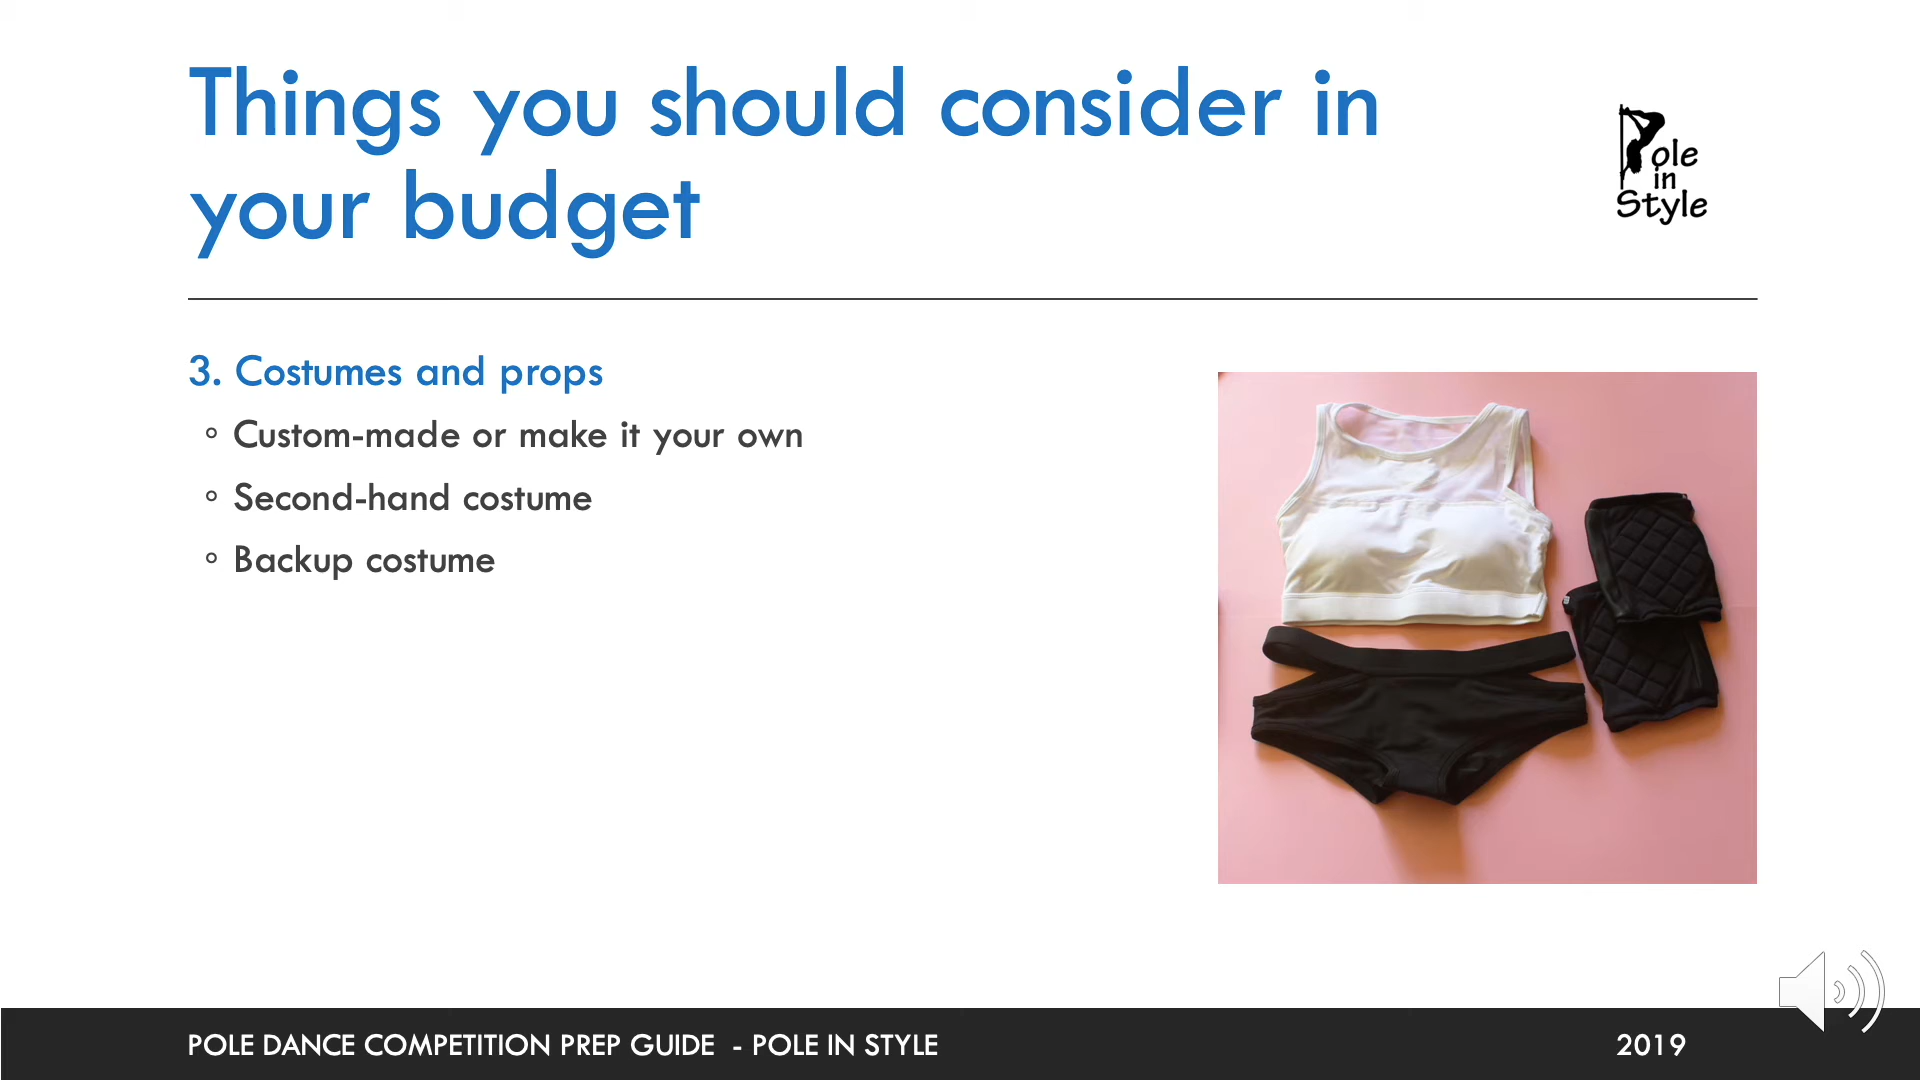 Things you should consider in
your budget
Pole
in
Style
3. Costumes and props
◦ Custom-made or make it your own
◦ Second-hand costume
◦ Backup costume
POLE DANCE COMPETITION PREP GUIDE - POLE IN STYLE
2019